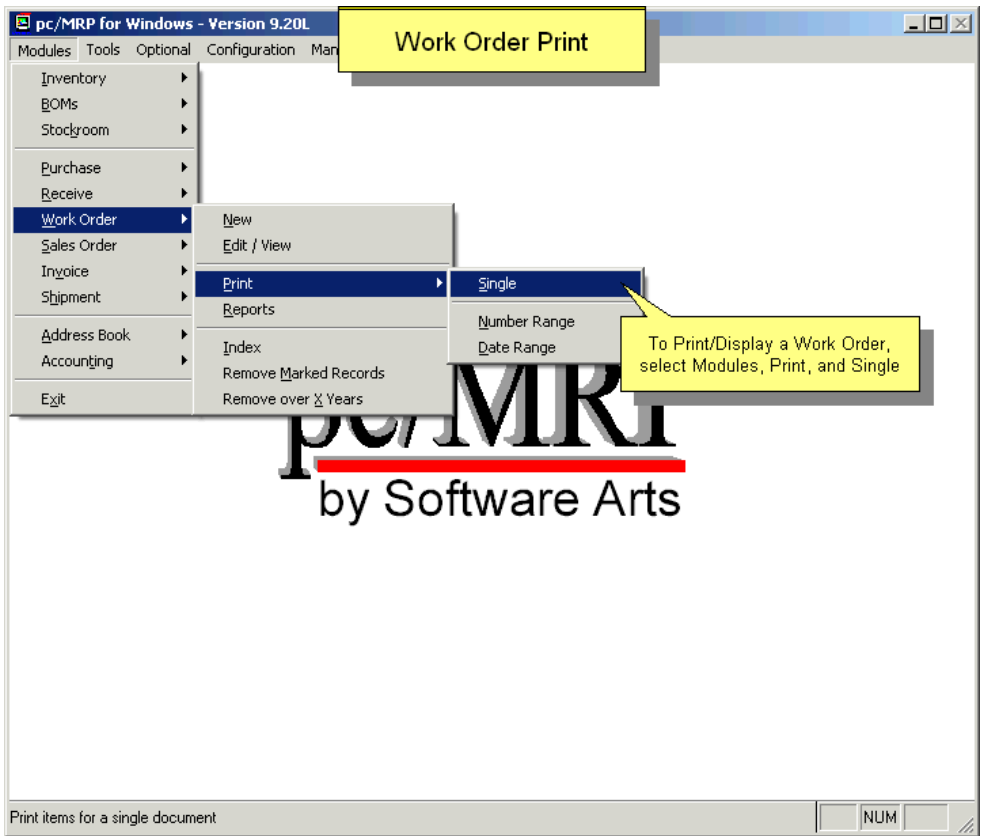 pc/MRP for Windows - Version 9.20L
Work Order Print
Modules Tools Optional Configuration
Inventory
BOMs
Stockroom
Purchase
Receive
Work Order
Sales Order
Invoice
Shipment
Address Book
Accounting
Exit
New
Edit / View
Print
Reports
Index
Remove Marked Records
Remove over X Years
Single
Number Range
Date Range
To Print/Display a Work Order,
select Modules, Print, and Single
pc/MRP
by Software Arts
Print items for a single document
NUM